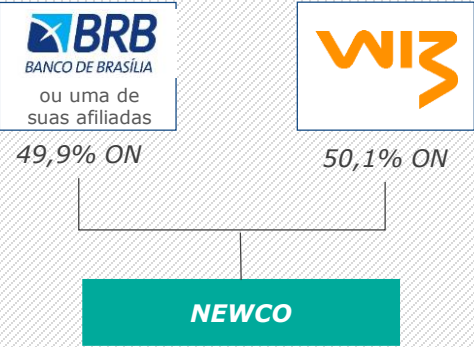 BRB
BANCO DE BRASÍLIA
ou uma de
suas afiliadas
49,9% ON
WIZ
50,1% ON
NEWCO